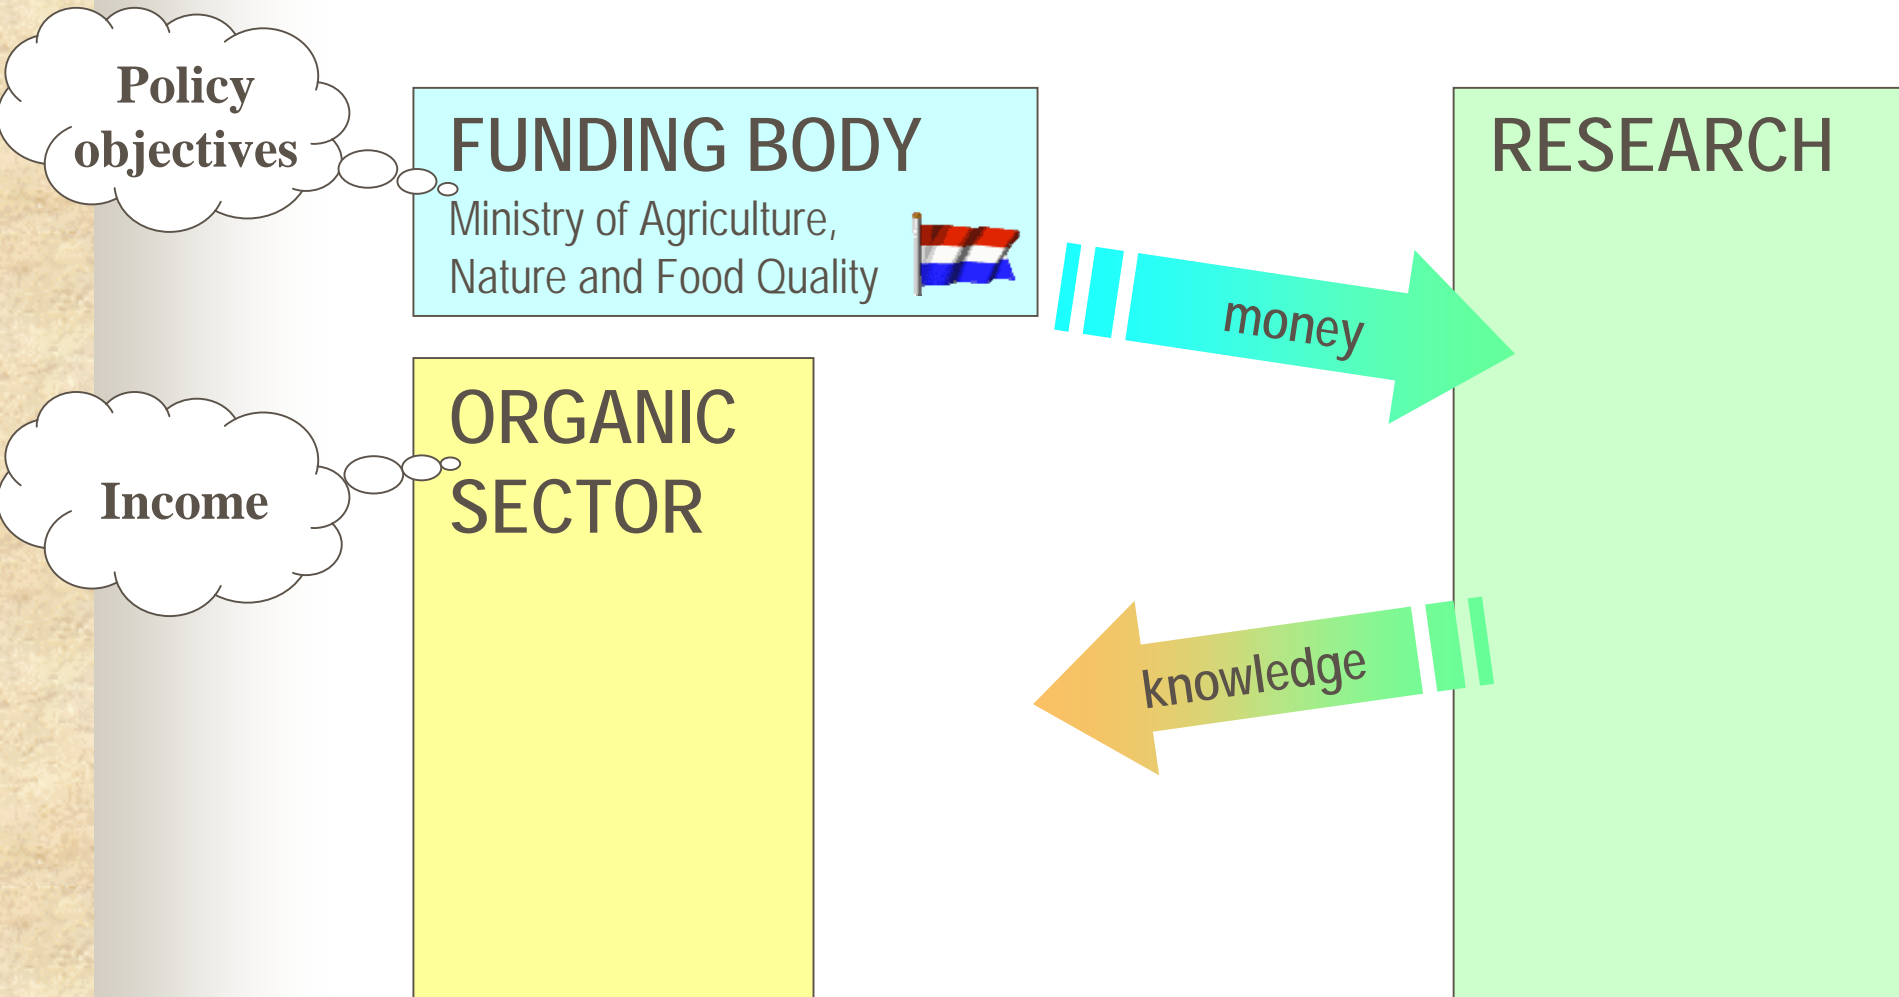 Policy
objectives
FUNDING BODY
Ministry of Agriculture,
Nature and Food Quality
RESEARCH
money
ORGANIC
SECTOR
Income
knowledge